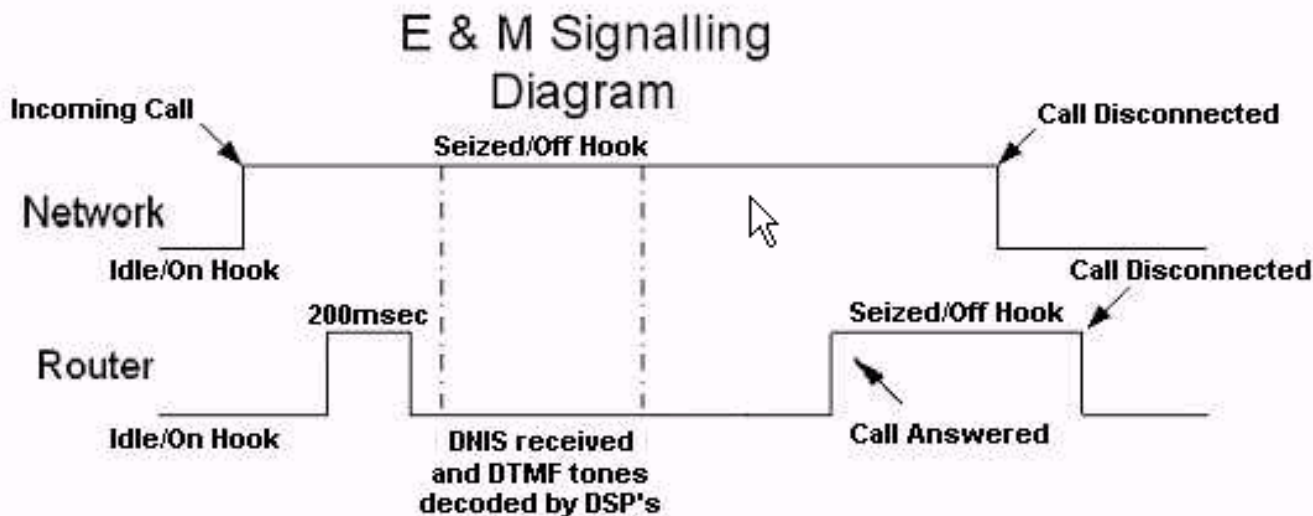 E & M Signalling
Diagram
Incoming Call
Call Disconnected
Seized/Off Hook
Network
Idle/On Hook
Call Disconnected
200msec
Seized/Off Hook
Router
Idle/On Hook
Call Answered
DNIS received
and DTMF tones
decoded by DSP's